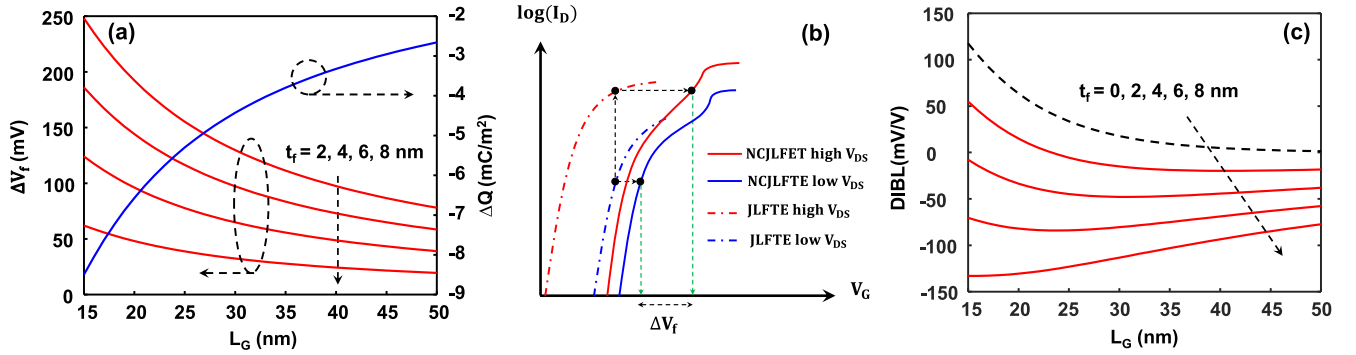 (a)
250
200
150
100
50
0
ΔVf (mV)
-2
-3
-4
-5
-6
-7
-8
-9
ΔQ (mC/m²)
tf = 2, 4, 6, 8 nm
15 20 25 30 35 40 45 50
LG (nm)
log(ID)
(b)
NCJLFET high VDS
NCJLFTE low VDS
JLFTE high VDS
JLFTE low VDS
VG
ΔVf
(c)
150
100
50
0
-50
-100
-150
DIBL(mV/V)
tf = 0, 2, 4, 6, 8 nm
15 20 25 30 35 40 45 50
LG (nm)